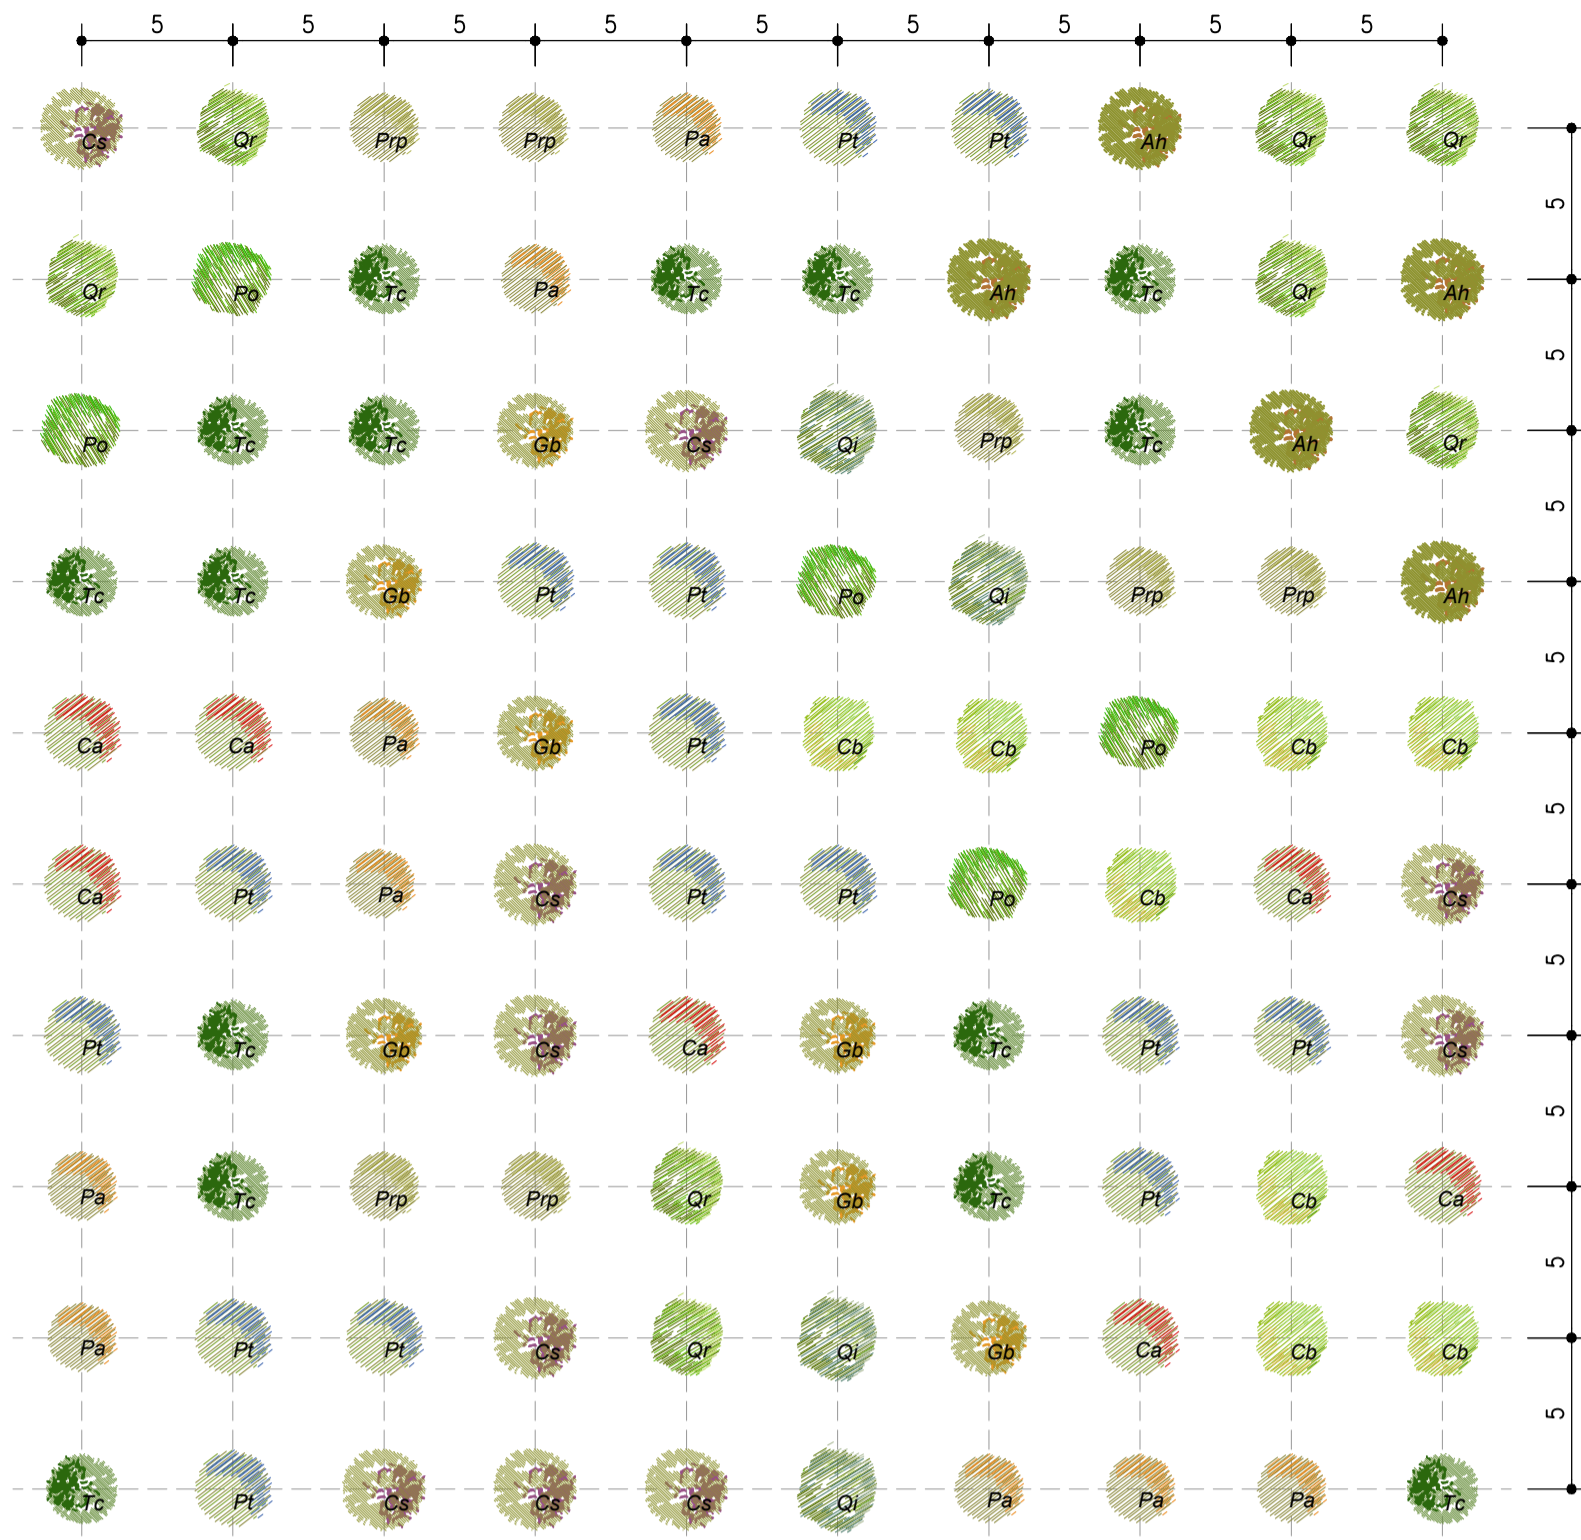 5 5 5 5 5 5 5 5 5
Cs Qr Prp Prp Pa Pt Pt Ah Qr Qr
5
Qr Po Tc Pa Tc Tc Ah Tc Qr Ah
5
Po Tc Tc Gb Cs Qi Prp Tc Ah Qr
5
Tc Tc Gb Pt Pt Po Qi Prp Prp Ah
5
Ca Ca Pa Gb Pt Cb Cb Po Cb Cb
5
Ca Pt Pa Cs Pt Pt Po Cb Ca Cs
5
Pt Tc Gb Cs Ca Gb Tc Pt Pt Cs
5
Pa Tc Prp Prp Qr Gb Tc Pt Cb Ca
5
Pa Pt Pt Cs Qr Qi Gb Ca Cb Cb
5
Tc Pt Cs Cs Cs Qi Pa Pa Pa Tc